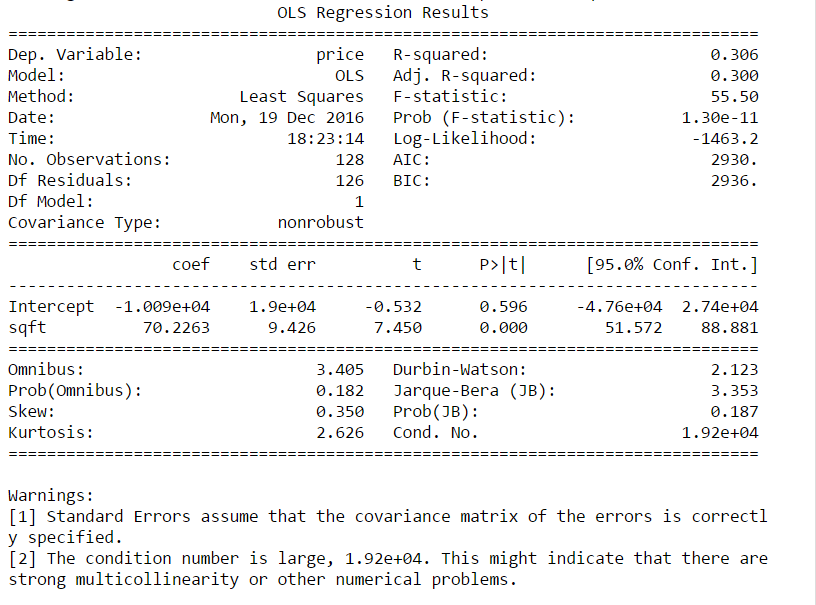 OLS Regression Results
==============================================================================
Dep. Variable:                  price   R-squared:                       0.306
Model:                            OLS   Adj. R-squared:                  0.300
Method:                 Least Squares   F-statistic:                     55.50
Date:                Mon, 19 Dec 2016   Prob (F-statistic):           1.30e-11
Time:                        18:23:14   Log-Likelihood:                -1463.2
No. Observations:                 128   AIC:                             2930.
Df Residuals:                     126   BIC:                             2936.
Df Model:                           1
Covariance Type:            nonrobust
==============================================================================
                 coef    std err          t      P>|t|      [95.0% Conf. Int.]
------------------------------------------------------------------------------
Intercept  -1.009e+04    1.9e+04     -0.532      0.596     -4.76e+04  2.74e+04
sqft          70.2263      9.426      7.450      0.000        51.572    88.881
==============================================================================
Omnibus:                        3.405   Durbin-Watson:                   2.123
Prob(Omnibus):                  0.182   Jarque-Bera (JB):                3.353
Skew:                           0.350   Prob(JB):                        0.187
Kurtosis:                       2.626   Cond. No.                     1.92e+04
==============================================================================
Warnings:
[1] Standard Errors assume that the covariance matrix of the errors is correctl
y specified.
[2] The condition number is large, 1.92e+04. This might indicate that there are
strong multicollinearity or other numerical problems.